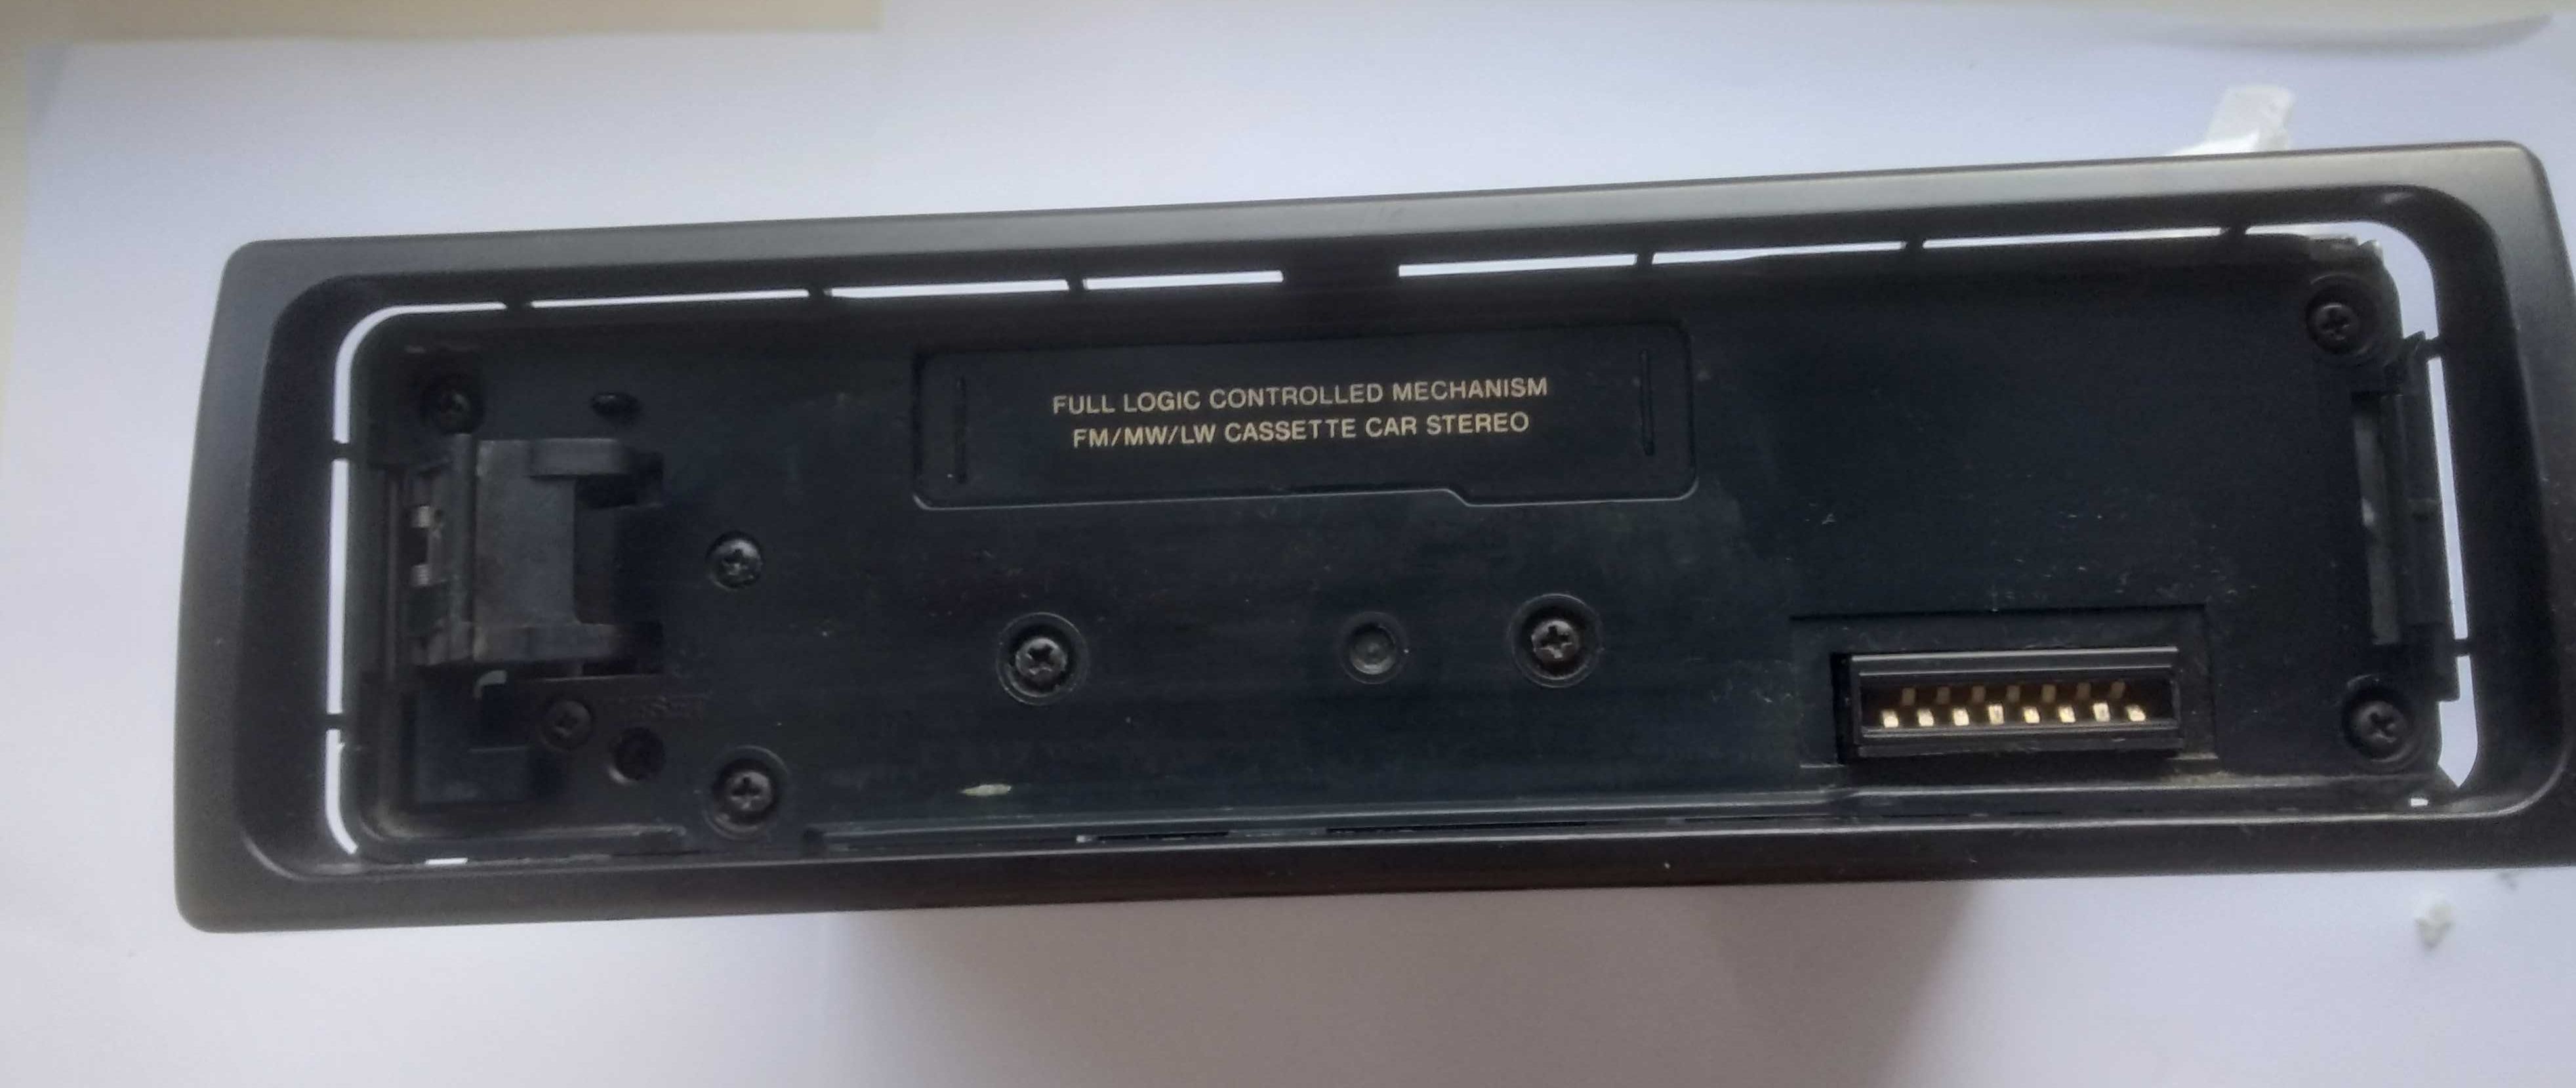 FULL LOGIC CONTROLLED MECHANISM
FM/MW/LW CASSETTE CAR STEREO